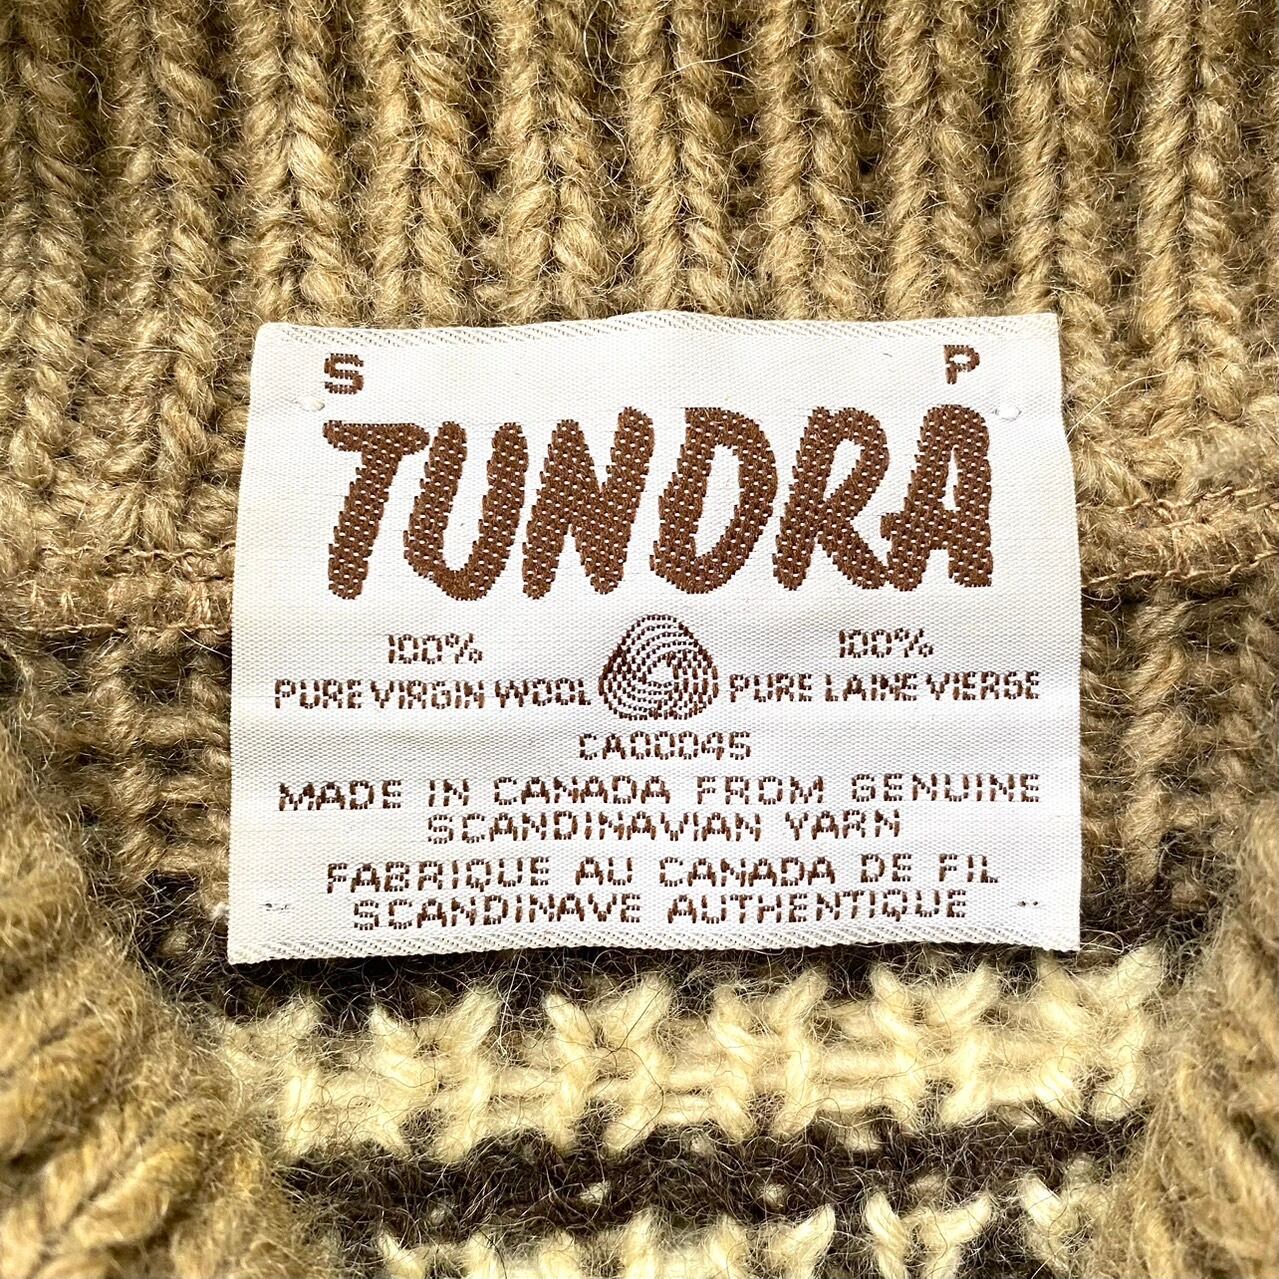 S P
TUNDRA
100% 100%
PURE VIRGIN WOOL PURE LAINE VIERGE
CA00045
MADE IN CANADA FROM GENUINE
SCANDINAVIAN YARN
FABRIQUE AU CANADA DE FIL
SCANDINAVE AUTHENTIQUE